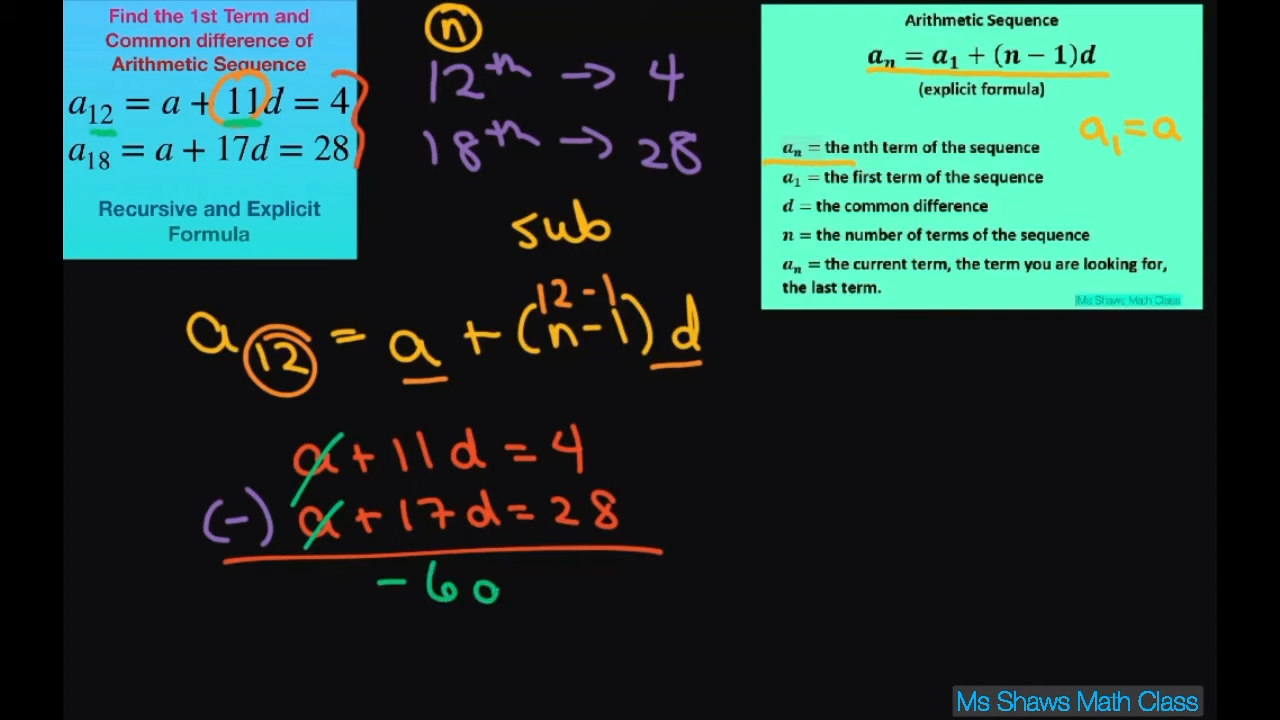 Find the 1st Term and
Common difference of
Arithmetic Sequence
a₁₂ = a + 11d = 4
a₁₈ = a + 17d = 28
Recursive and Explicit
Formula
n
12th → 4
18th → 28
Arithmetic Sequence
aₙ = a₁ + (n − 1)d
(explicit formula)
a₁ = a
aₙ = the nth term of the sequence
a₁ = the first term of the sequence
d = the common difference
n = the number of terms of the sequence
aₙ = the current term, the term you are looking for,
the last term.
Ms Shaws Math Class
sub
12 - 1
a₁₂ = a + (n - 1) d
a + 11d = 4
(-) a + 17d = 28
- 6o
Ms Shaws Math Class